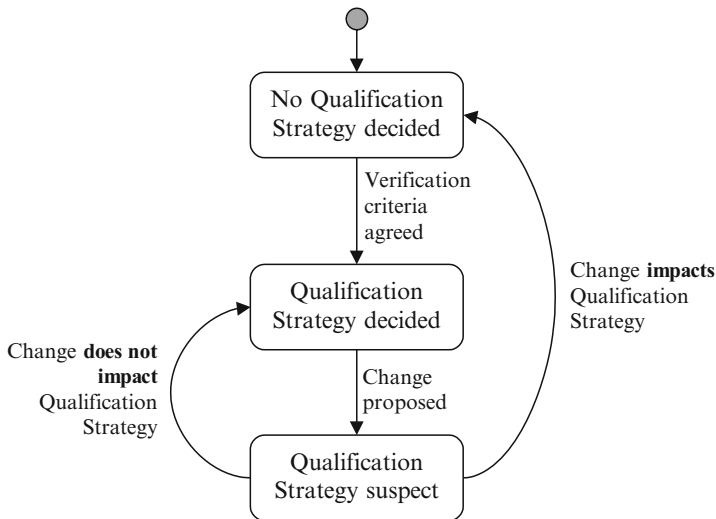 No Qualification
Strategy decided
Verification
criteria
agreed
Change impacts
Qualification
Strategy
Qualification
Strategy decided
Change does not
impact
Qualification
Strategy
Change
proposed
Qualification
Strategy suspect